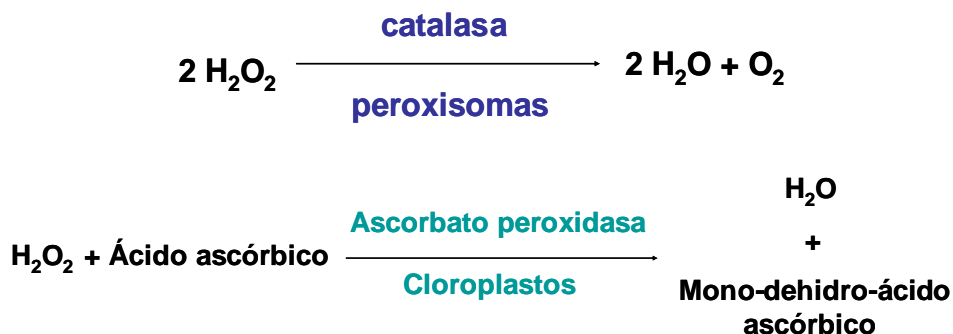 catalasa
2 H₂O₂
2 H₂O + O₂
peroxisomas
H₂O
Ascorbato peroxidasa
+
H₂O₂ + Ácido ascórbico
Cloroplastos
Mono-dehidro-ácido
ascórbico